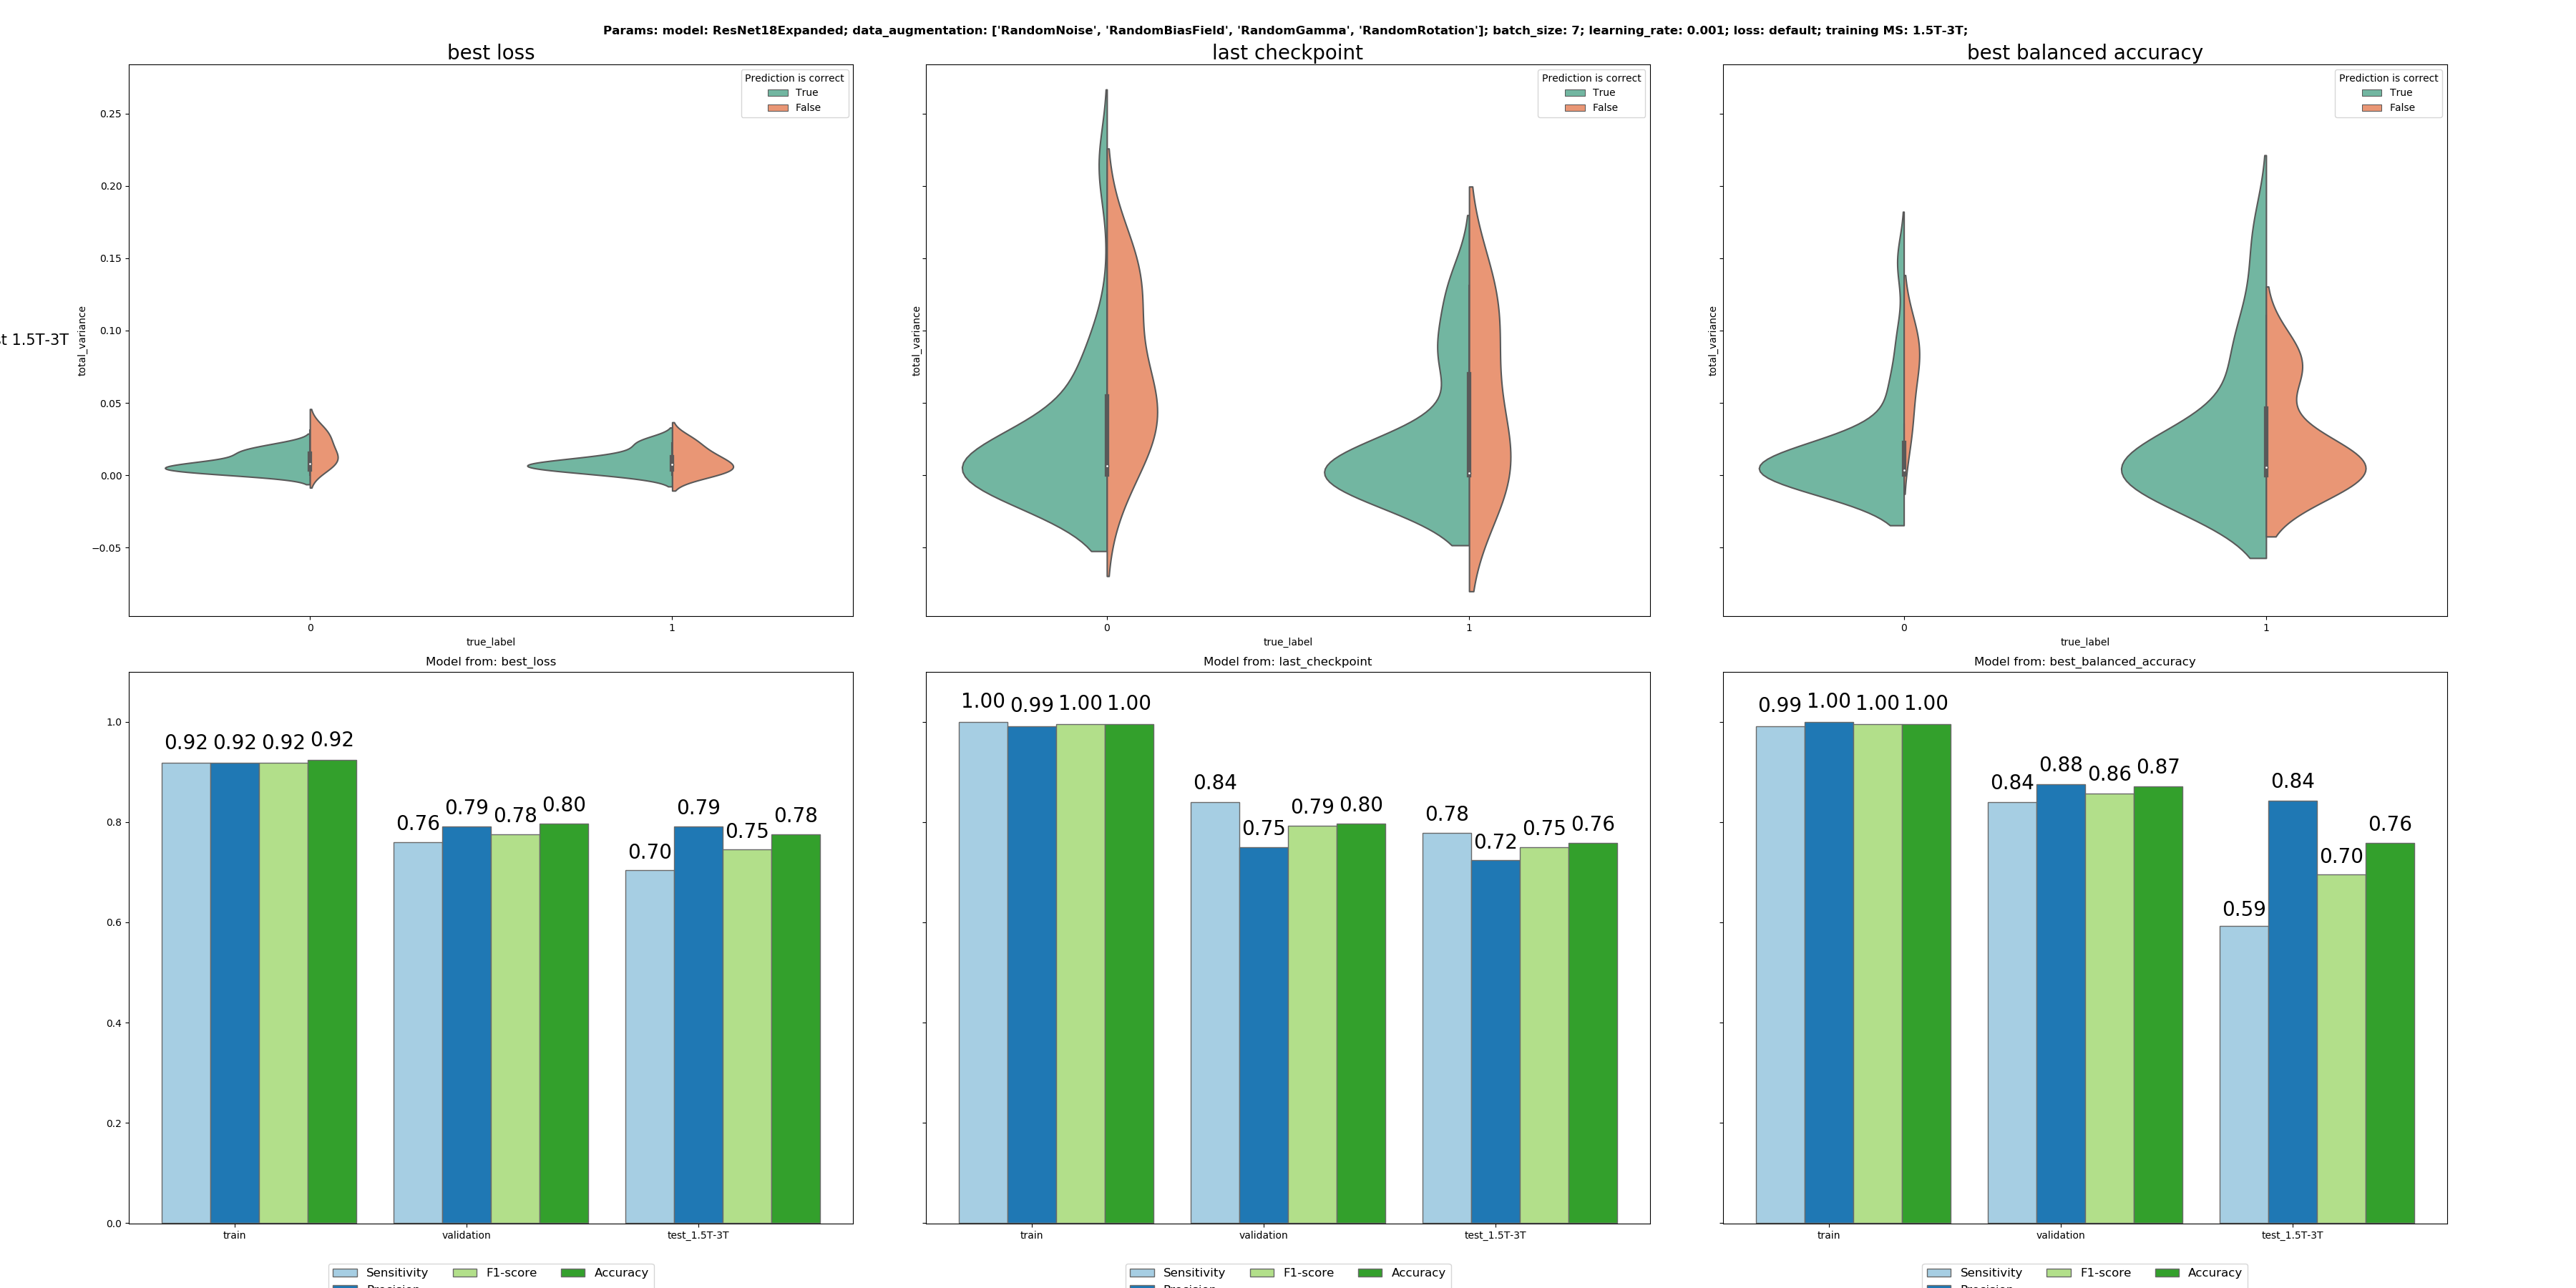 Params: model: ResNet18Expanded; data_augmentation: ['RandomNoise', 'RandomBiasField', 'RandomGamma', 'RandomRotation']; batch_size: 7; learning_rate: 0.001; loss: default; training MS: 1.5T-3T;
best loss
last checkpoint
best balanced accuracy
Prediction is correct
True
False
Prediction is correct
True
False
Prediction is correct
True
False
0.25
0.20
0.15
0.10
0.05
0.00
−0.05
1.5T-3T
total_variance
total_variance
total_variance
0 1
0 1
0 1
true_label
true_label
true_label
Model from: best_loss
Model from: last_checkpoint
Model from: best_balanced_accuracy
1.0
0.8
0.6
0.4
0.2
0.0
0.92 0.92 0.92 0.92
0.76 0.79 0.78 0.80
0.70 0.79 0.75 0.78
1.00 0.99 1.00 1.00
0.84 0.75 0.79 0.80
0.78 0.72 0.75 0.76
0.99 1.00 1.00 1.00
0.84 0.88 0.86 0.87
0.59 0.84 0.70 0.76
train validation test_1.5T-3T
train validation test_1.5T-3T
train validation test_1.5T-3T
Sensitivity F1-score Accuracy
Sensitivity F1-score Accuracy
Sensitivity F1-score Accuracy